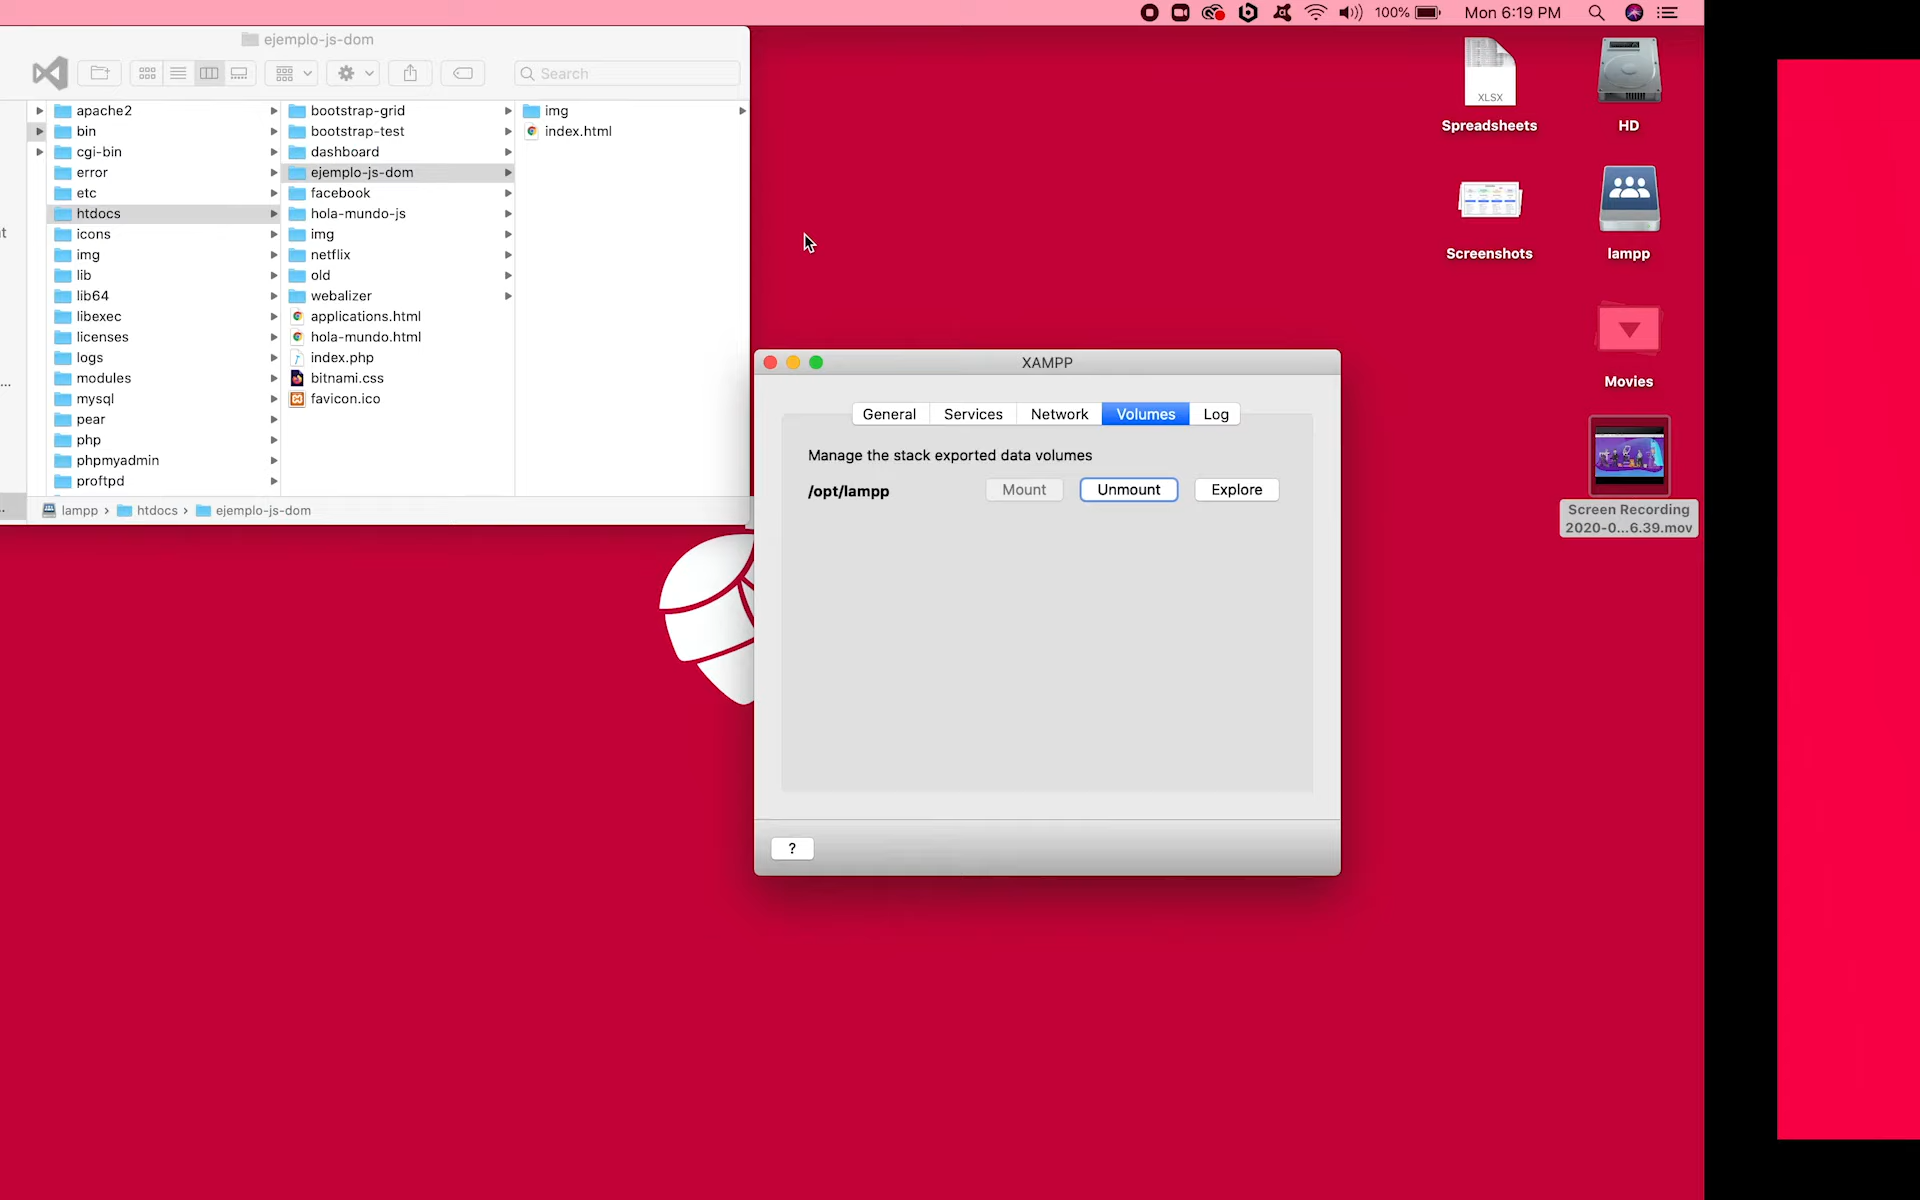 100% Mon 6:19 PM
ejemplo-js-dom
Search
apache2
bin
cgi-bin
error
etc
htdocs
icons
img
lib
lib64
libexec
licenses
logs
modules
mysql
pear
php
phpmyadmin
proftpd
bootstrap-grid
bootstrap-test
dashboard
ejemplo-js-dom
facebook
hola-mundo-js
img
netflix
old
webalizer
applications.html
hola-mundo.html
index.php
bitnami.css
favicon.ico
img
index.html
lampp › htdocs › ejemplo-js-dom
XAMPP
General Services Network Volumes Log
Manage the stack exported data volumes
/opt/lampp Mount Unmount Explore
?
XLSX
Spreadsheets
HD
Screenshots
lampp
Movies
Screen Recording
2020-0...6.39.mov